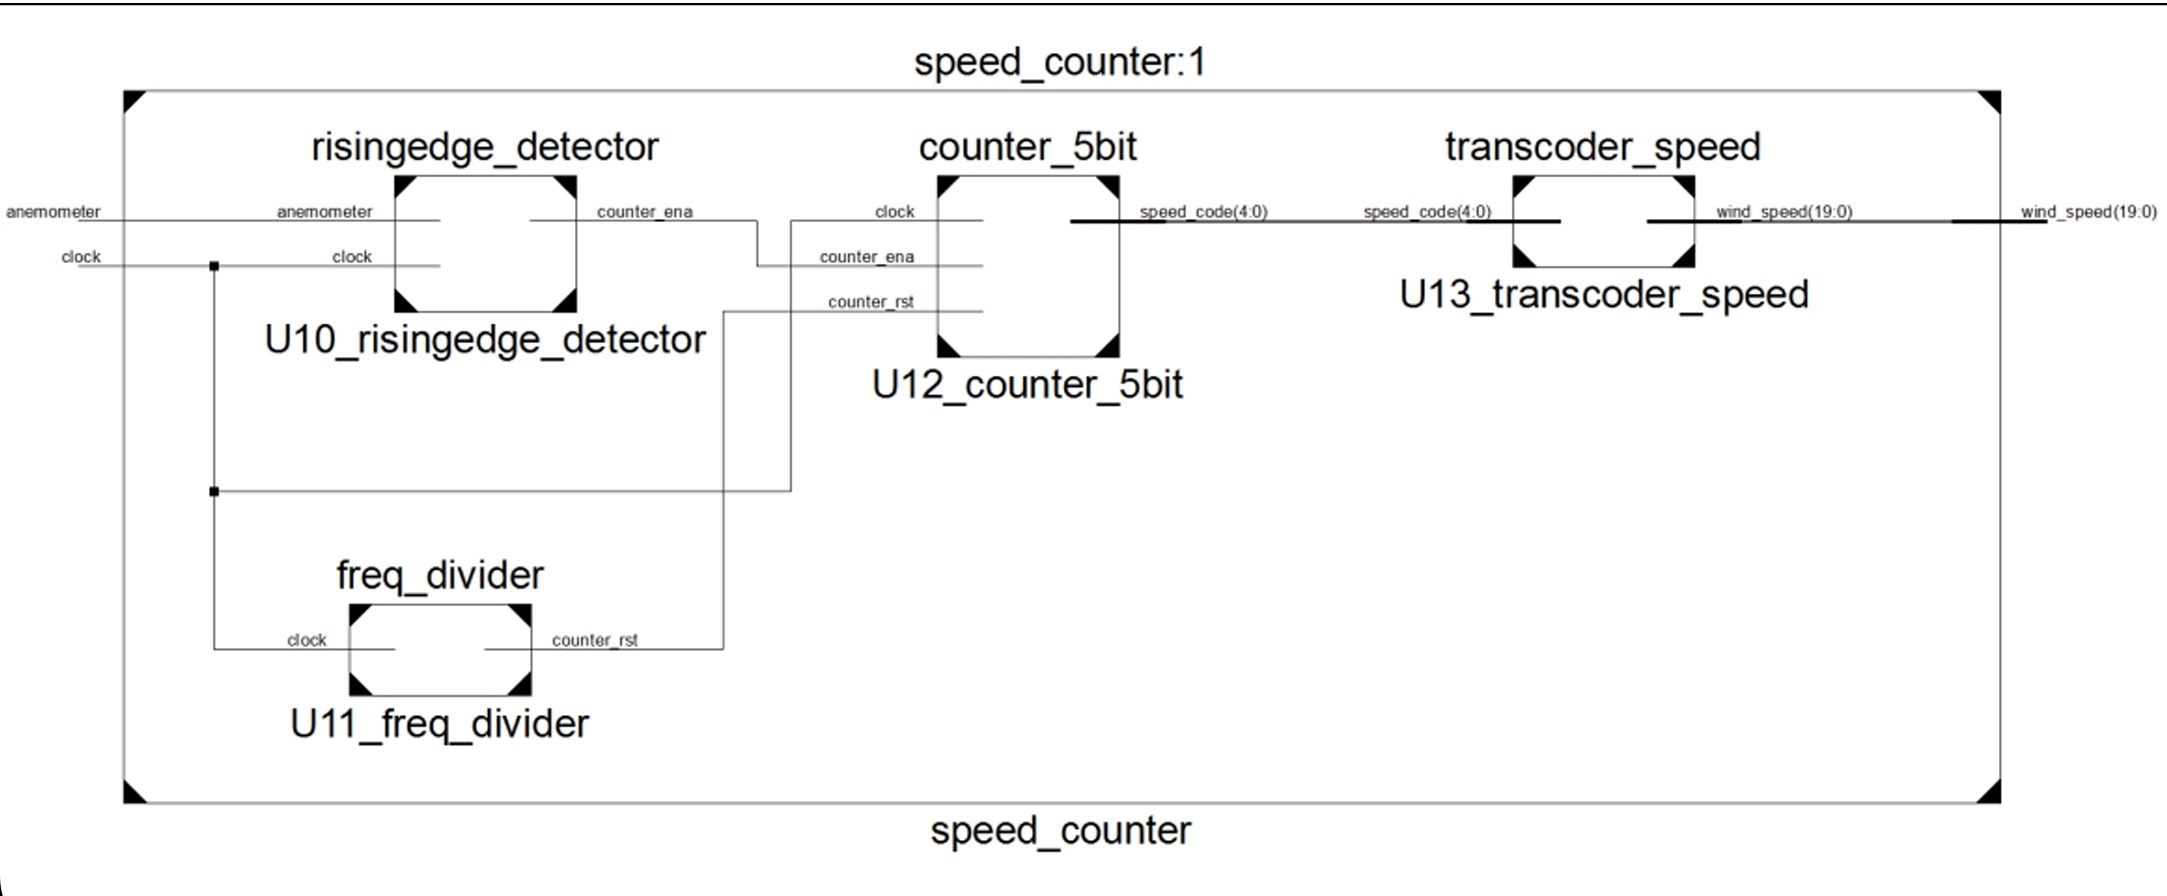 speed_counter:1
risingedge_detector
counter_5bit
transcoder_speed
anemometer
anemometer
counter_ena
clock
speed_code(4:0)
speed_code(4:0)
wind_speed(19:0)
wind_speed(19:0)
clock
clock
counter_ena
counter_rst
U13_transcoder_speed
U10_risingedge_detector
U12_counter_5bit
freq_divider
clock
counter_rst
U11_freq_divider
speed_counter